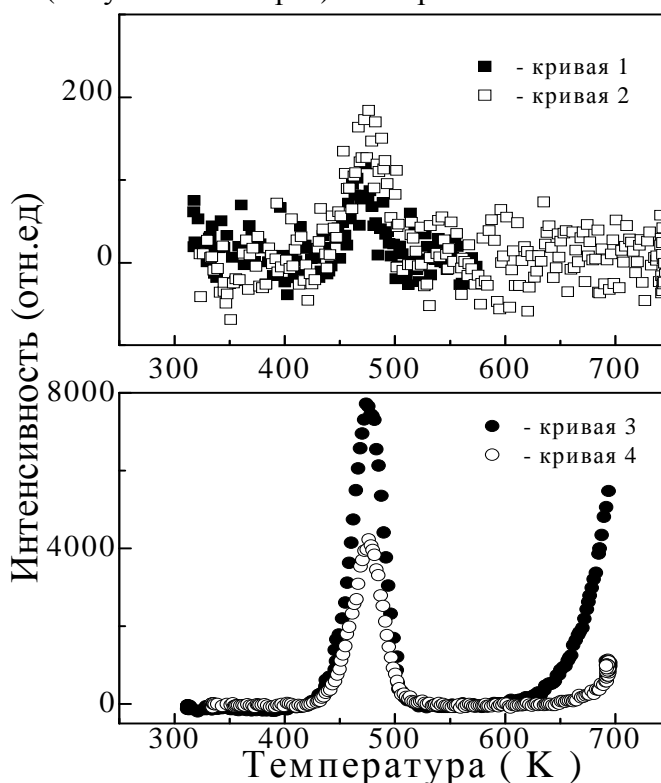 200
0
300 400 500 600 700
- кривая 1
- кривая 2
Интенсивность (отн.ед)
8000
4000
0
300 400 500 600 700
- кривая 3
- кривая 4
Температура ( K )